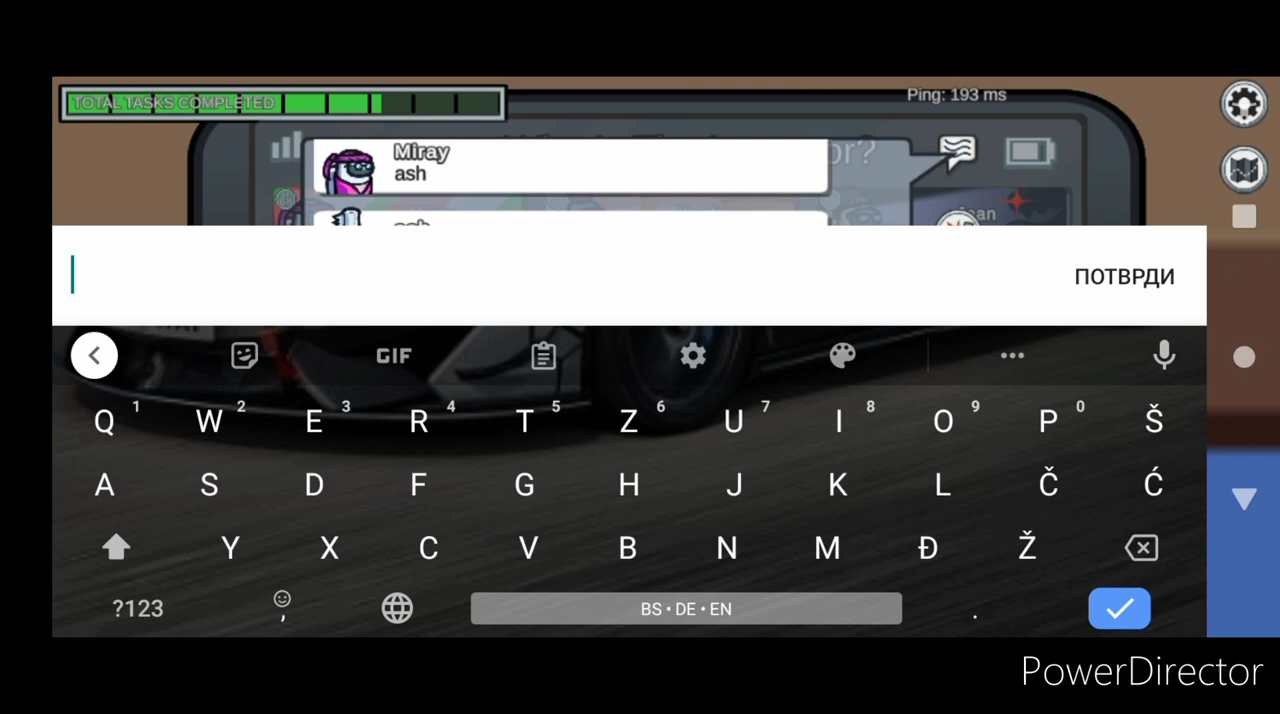 TOTAL TASKS COMPLETED
Ping: 193 ms
Miray
ash
ПОТВРДИ
GIF
Q 1 W 2 E 3 R 4 T 5 Z 6 U 7 I 8 O 9 P 0 Š
A S D F G H J K L Č Ć
Y X C V B N M Đ Ž
?123 , BS • DE • EN .
PowerDirector